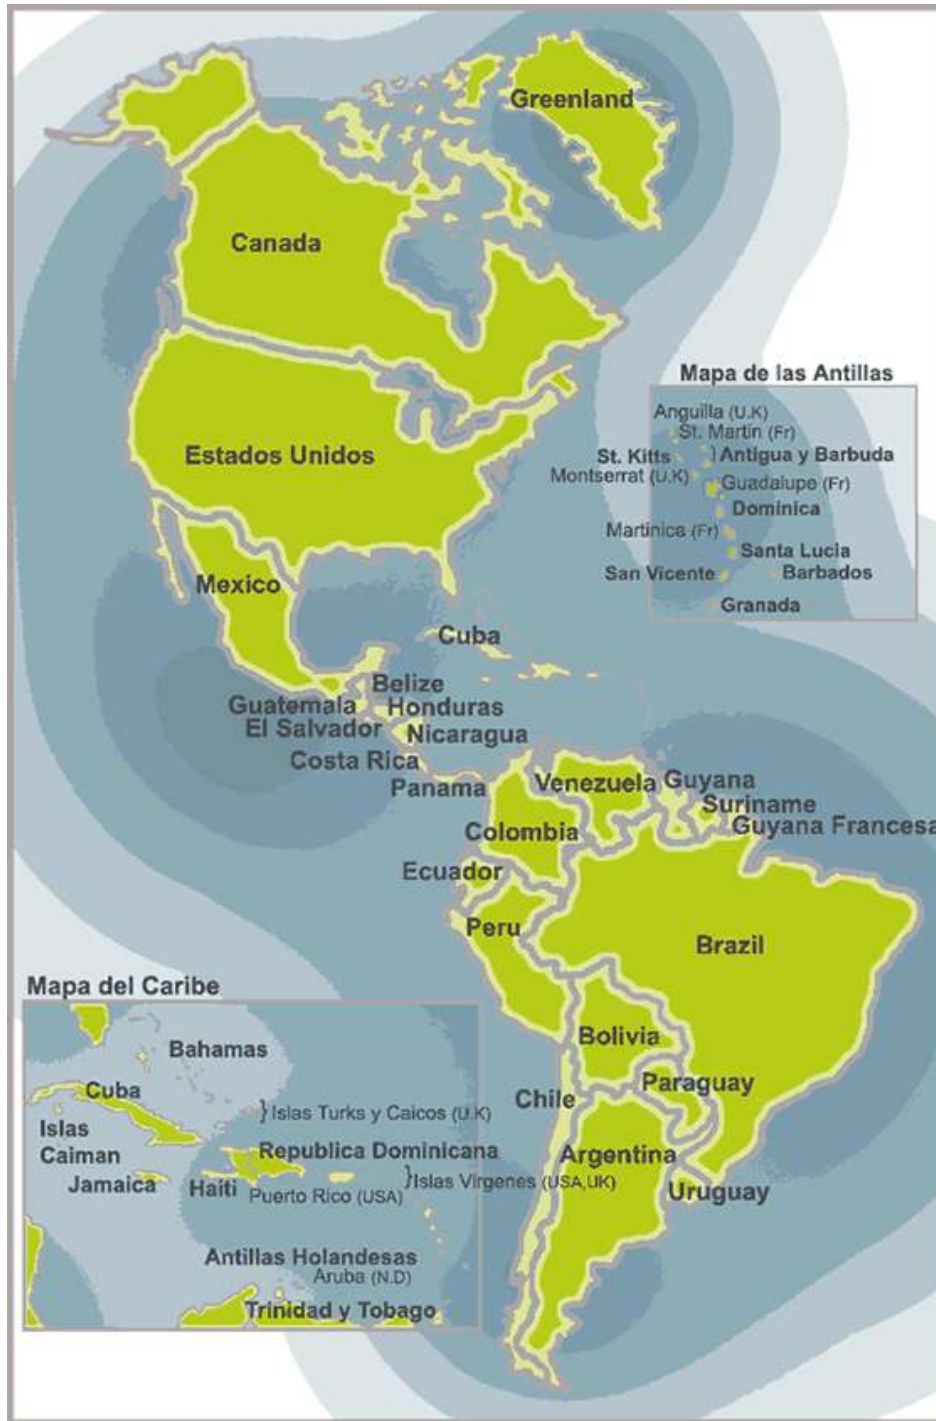 Greenland
Canada
Mapa de las Antillas
Anguilla (U.K)
St. Martin (Fr)
St. Kitts
Antigua y Barbuda
Montserrat (U.K)
Guadalupe (Fr)
Dominica
Martinica (Fr)
Santa Lucia
San Vicente
Barbados
Granada
Estados Unidos
Mexico
Cuba
Belize
Guatemala
Honduras
El Salvador
Nicaragua
Costa Rica
Panama
Venezuela
Guyana
Suriname
Guyana Francesa
Colombia
Ecuador
Peru
Brazil
Bolivia
Paraguay
Chile
Argentina
Uruguay
Mapa del Caribe
Bahamas
Cuba
Islas Turks y Caicos (U.K)
Islas
Caiman
Republica Dominicana
Jamaica
Haiti
Puerto Rico (USA)
Islas Virgenes (USA,UK)
Antillas Holandesas
Aruba (N.D)
Trinidad y Tobago